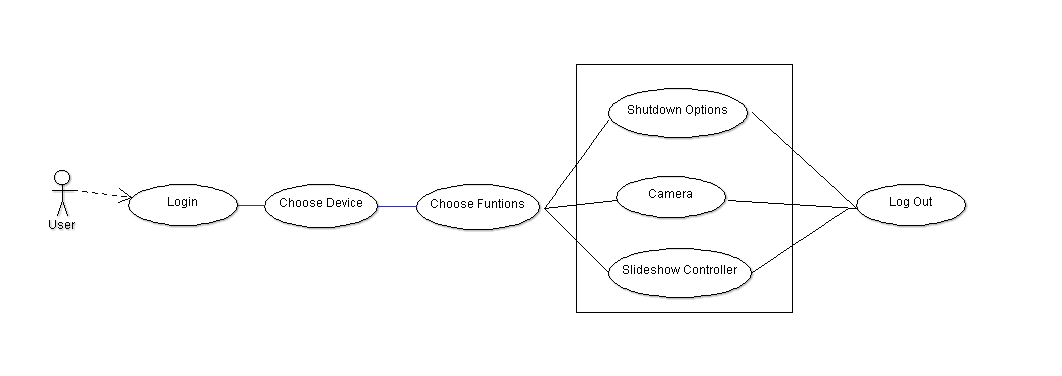 User
Login
Choose Device
Choose Funtions
Shutdown Options
Camera
Slideshow Controller
Log Out